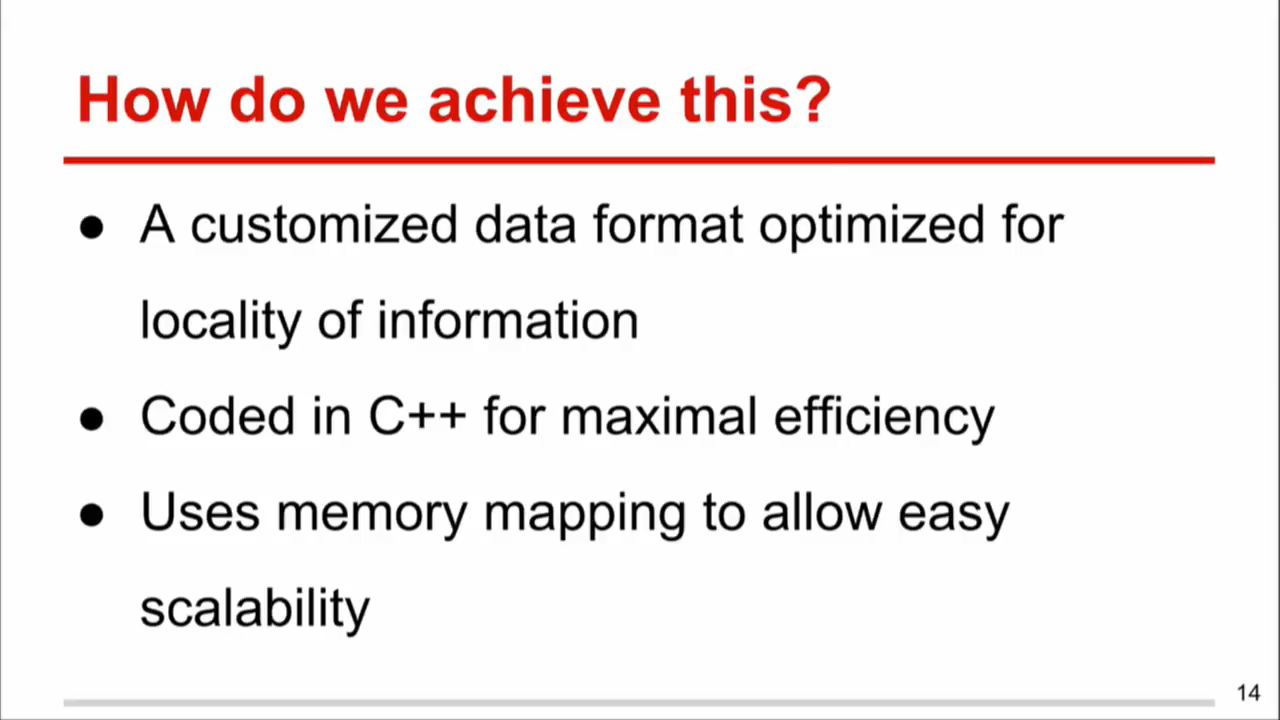 How do we achieve this?
● A customized data format optimized for
locality of information
● Coded in C++ for maximal efficiency
● Uses memory mapping to allow easy
scalability
14